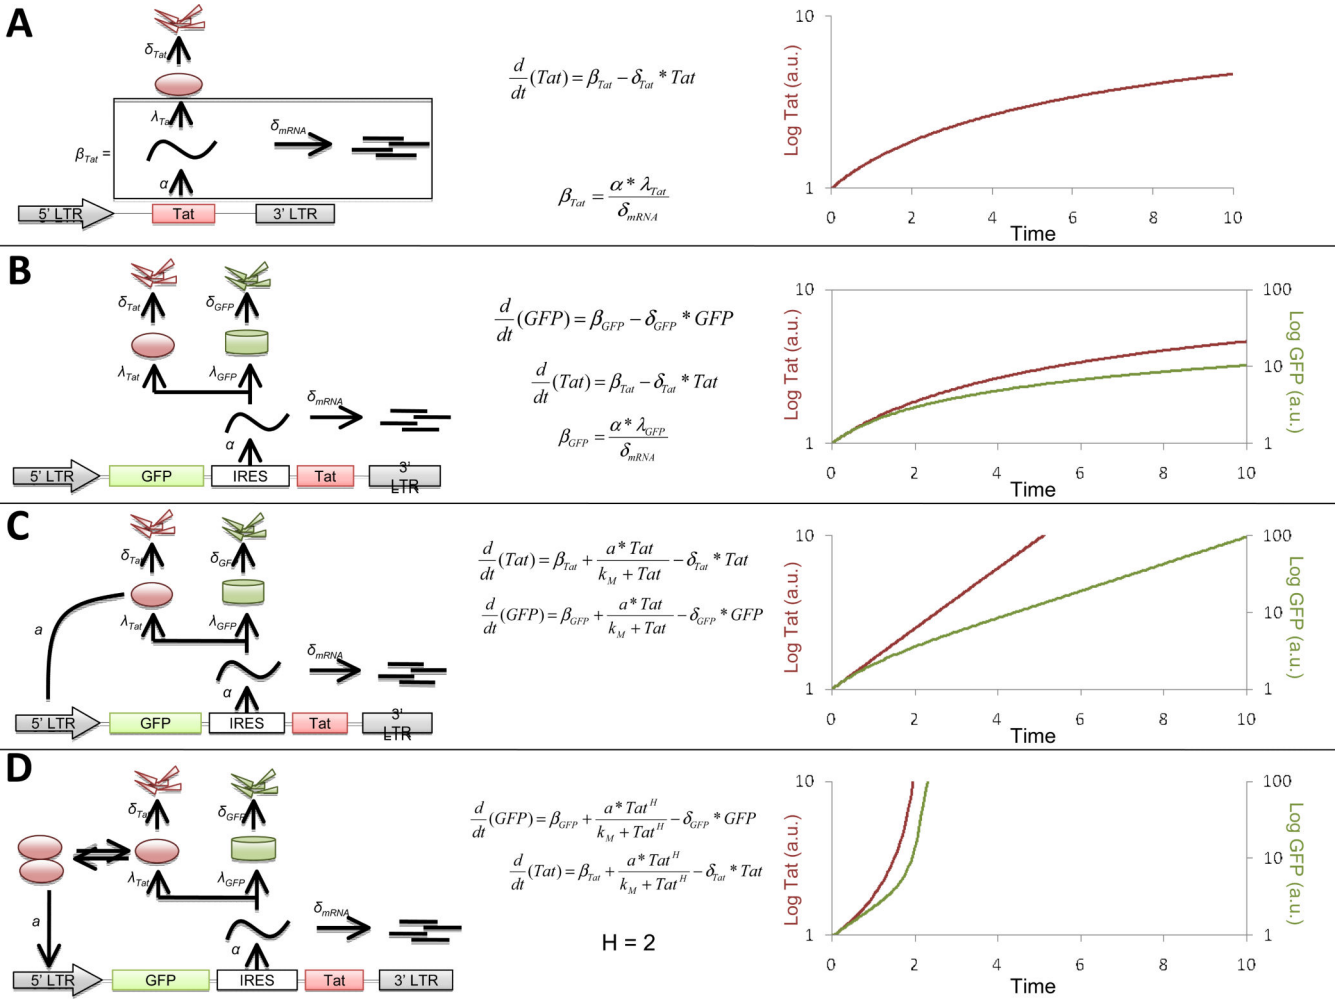 A
δTat
λTat
βTat =
δmRNA
α
5' LTR
Tat
3' LTR
d/dt (Tat) = βTat − δTat * Tat
βTat = α * λTat / δmRNA
Log Tat (a.u.)
10
1
0 2 4 6 8 10
Time
B
δTat δGFP
λTat λGFP
δmRNA
α
5' LTR GFP IRES Tat 3' LTR
d/dt (GFP) = βGFP − δGFP * GFP
d/dt (Tat) = βTat − δTat * Tat
βGFP = α * λGFP / δmRNA
Log Tat (a.u.)
10
1
0 2 4 6 8 10
Time
100
10
1
Log GFP (a.u.)
C
δTat δGFP
a
λTat λGFP
δmRNA
α
5' LTR GFP IRES Tat 3' LTR
d/dt (Tat) = βTat + a * Tat / kM + Tat − δTat * Tat
d/dt (GFP) = βGFP + a * Tat / kM + Tat − δGFP * GFP
Log Tat (a.u.)
10
1
0 2 4 6 8 10
Time
100
10
1
Log GFP (a.u.)
D
δTat δGFP
λTat λGFP
a
δmRNA
α
5' LTR GFP IRES Tat 3' LTR
d/dt (GFP) = βGFP + a * Tat^H / kM + Tat^H − δGFP * GFP
d/dt (Tat) = βTat + a * Tat^H / kM + Tat^H − δTat * Tat
H = 2
Log Tat (a.u.)
10
1
0 2 4 6 8 10
Time
100
10
1
Log GFP (a.u.)